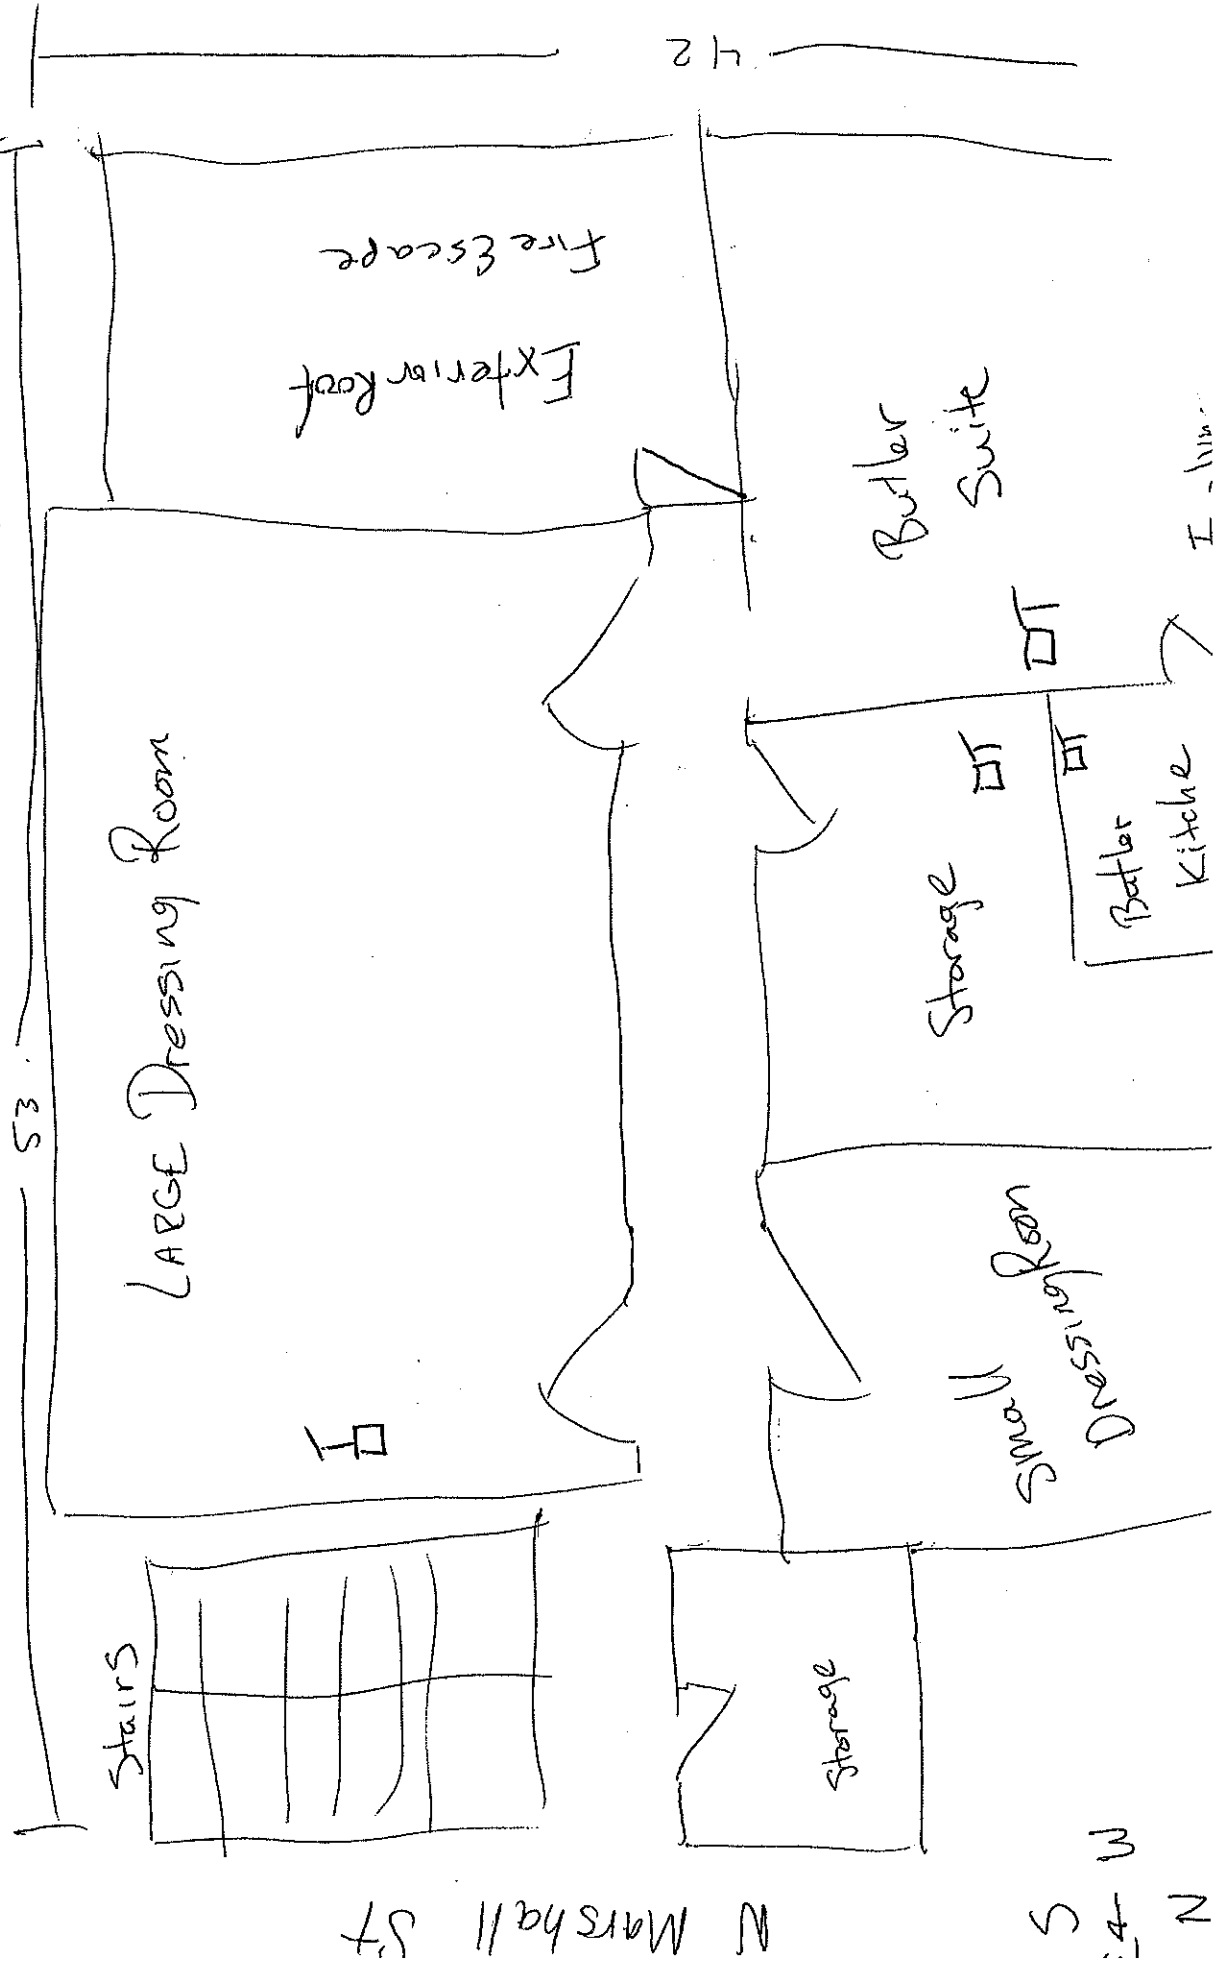 42
Fire Escape
Exterior Roof
Butler
Suite
53
LARGE Dressing Room
Storage
Butler
Kitche
Small
Dressing Room
Stairs
Storage
N Marshall St
S
W
N